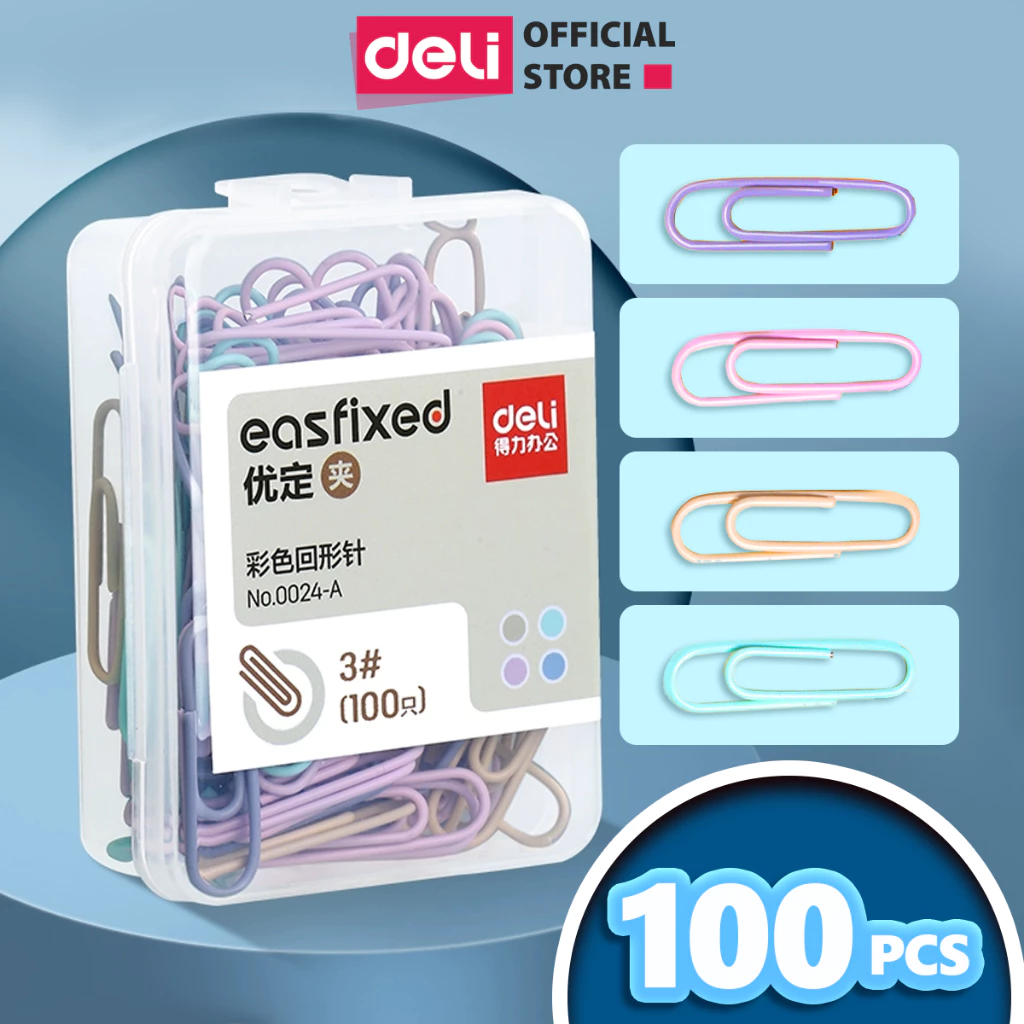 deli OFFICIAL
STORE
easfixed
deli
得力办公
优定 夹
彩色回形针
No.0024-A
3#
(100只)
100 PCS